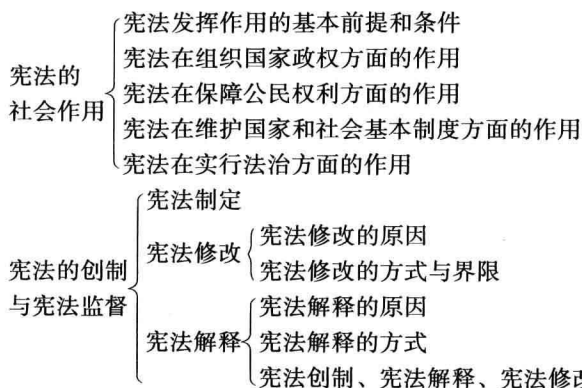 宪法发挥作用的基本前提和条件
宪法在组织国家政权方面的作用
宪法的
社会作用
宪法在保障公民权利方面的作用
宪法在维护国家和社会基本制度方面的作用
宪法在实行法治方面的作用
宪法制定
宪法修改
宪法修改的原因
宪法修改的方式与界限
宪法的创制
与宪法监督
宪法解释
宪法解释的原因
宪法解释的方式
宪法创制、宪法解释、宪法修改